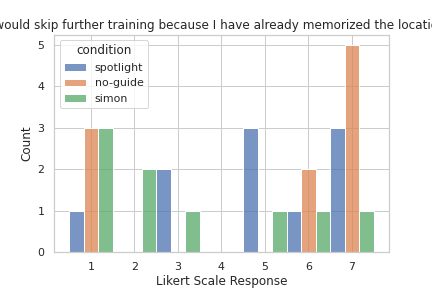 would skip further training because I have already memorized the locati
condition
spotlight
no-guide
simon
5
4
3
2
1
0
Count
1 2 3 4 5 6 7
Likert Scale Response